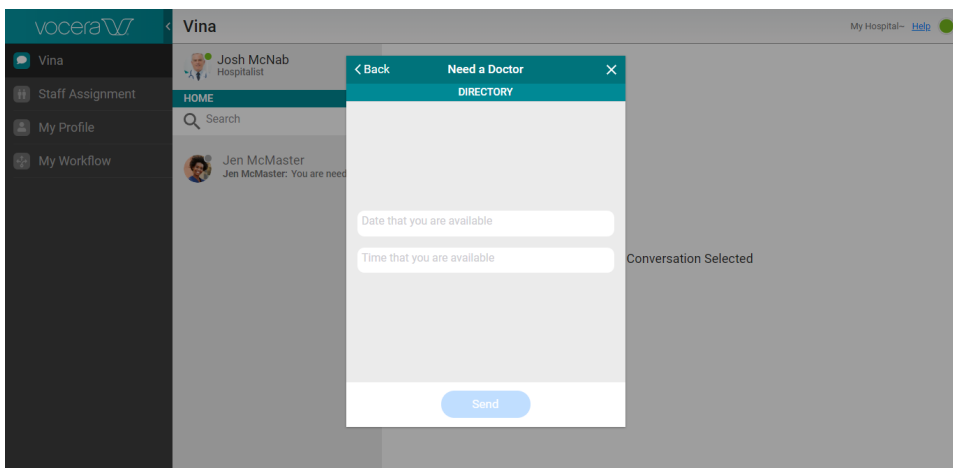 vocera
Vina
My Hospital~ Help
Vina
Staff Assignment
My Profile
My Workflow
Josh McNab
Hospitalist
HOME
Search
Jen McMaster
Jen McMaster: You are need
Back
Need a Doctor
DIRECTORY
Date that you are available
Time that you are available
Send
Conversation Selected